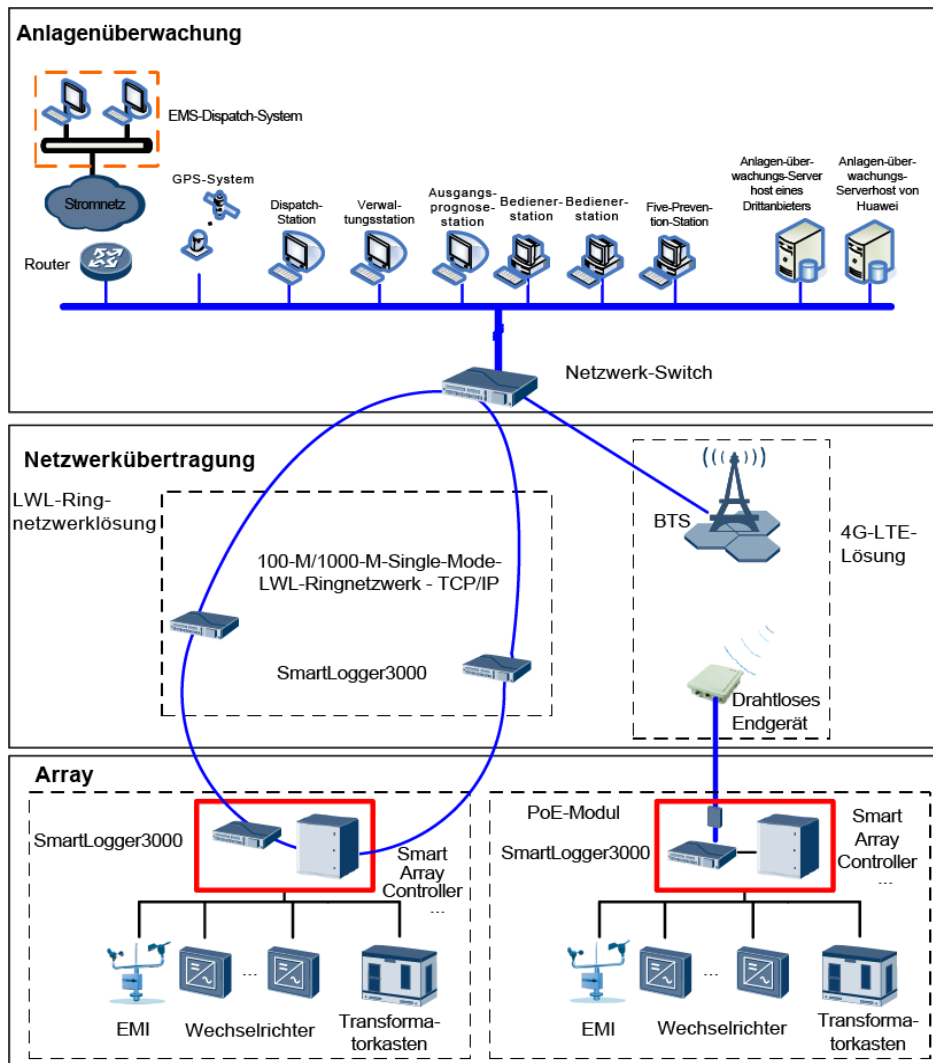 Anlagenüberwachung
EMS-Dispatch-System
Stromnetz
Router
GPS-System
Dispatch-
Station
Verwal-
tungsstation
Ausgangs-
prognose-
station
Bediener-
station
Bediener-
station
Five-Preven-
tion-Station
Anlagen-über-
wachungs-Server
host eines
Drittanbieters
Anlagen-über-
wachungs-
Serverhost von
Huawei
Netzwerk-Switch
Netzwerkübertragung
LWL-Ring-
netzwerklösung
100-M/1000-M-Single-Mode-
LWL-Ringnetzwerk - TCP/IP
SmartLogger3000
BTS
4G-LTE-
Lösung
Drahtloses
Endgerät
Array
SmartLogger3000
Smart
Array
Controller
...
...
EMI
Wechselrichter
Transforma-
torkasten
PoE-Modul
SmartLogger3000
Smart
Array
Controller
...
...
EMI
Wechselrichter
Transforma-
torkasten